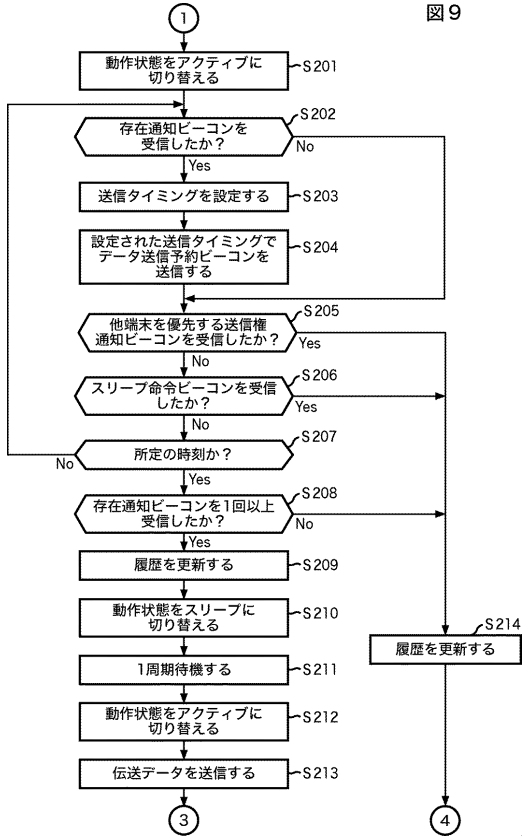 図9
1
動作状態をアクティブに
切り替える
S201
存在通知ビーコンを
受信したか？
S202
No
Yes
送信タイミングを設定する
S203
設定された送信タイミングで
データ送信予約ビーコンを
送信する
S204
他端末を優先する送信権
通知ビーコンを受信したか？
S205
Yes
No
スリープ命令ビーコンを受信
したか？
S206
Yes
No
所定の時刻か？
S207
No
Yes
存在通知ビーコンを1回以上
受信したか？
S208
No
Yes
履歴を更新する
S209
動作状態をスリープに
切り替える
S210
履歴を更新する
S214
1周期待機する
S211
動作状態をアクティブに
切り替える
S212
伝送データを送信する
S213
3
4